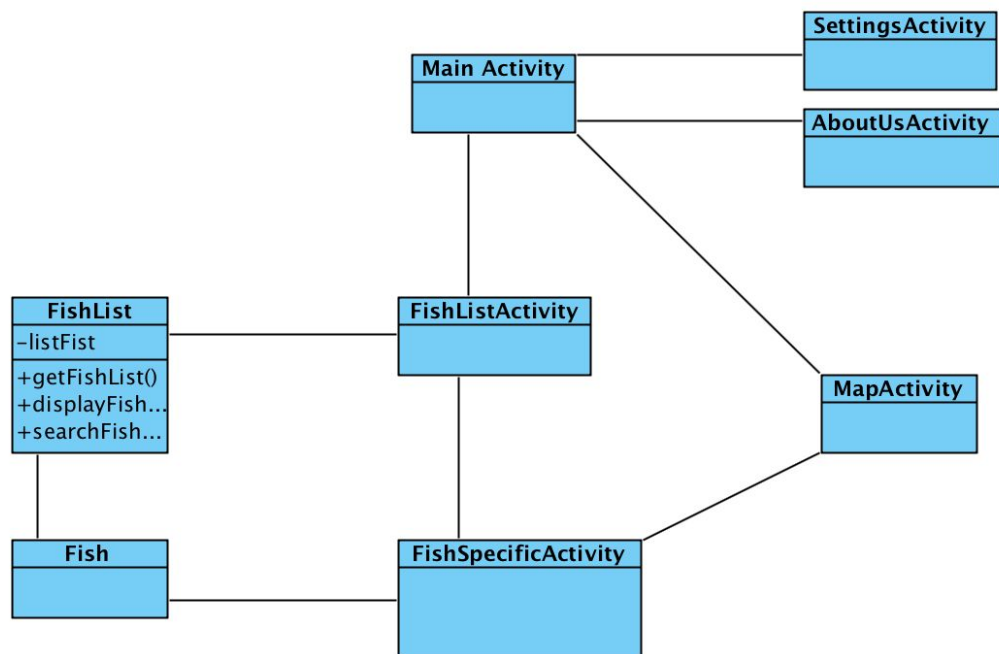 SettingsActivity
Main Activity
AboutUsActivity
FishList
-listFist
+getFishList()
+displayFish...
+searchFish...
FishListActivity
MapActivity
Fish
FishSpecificActivity